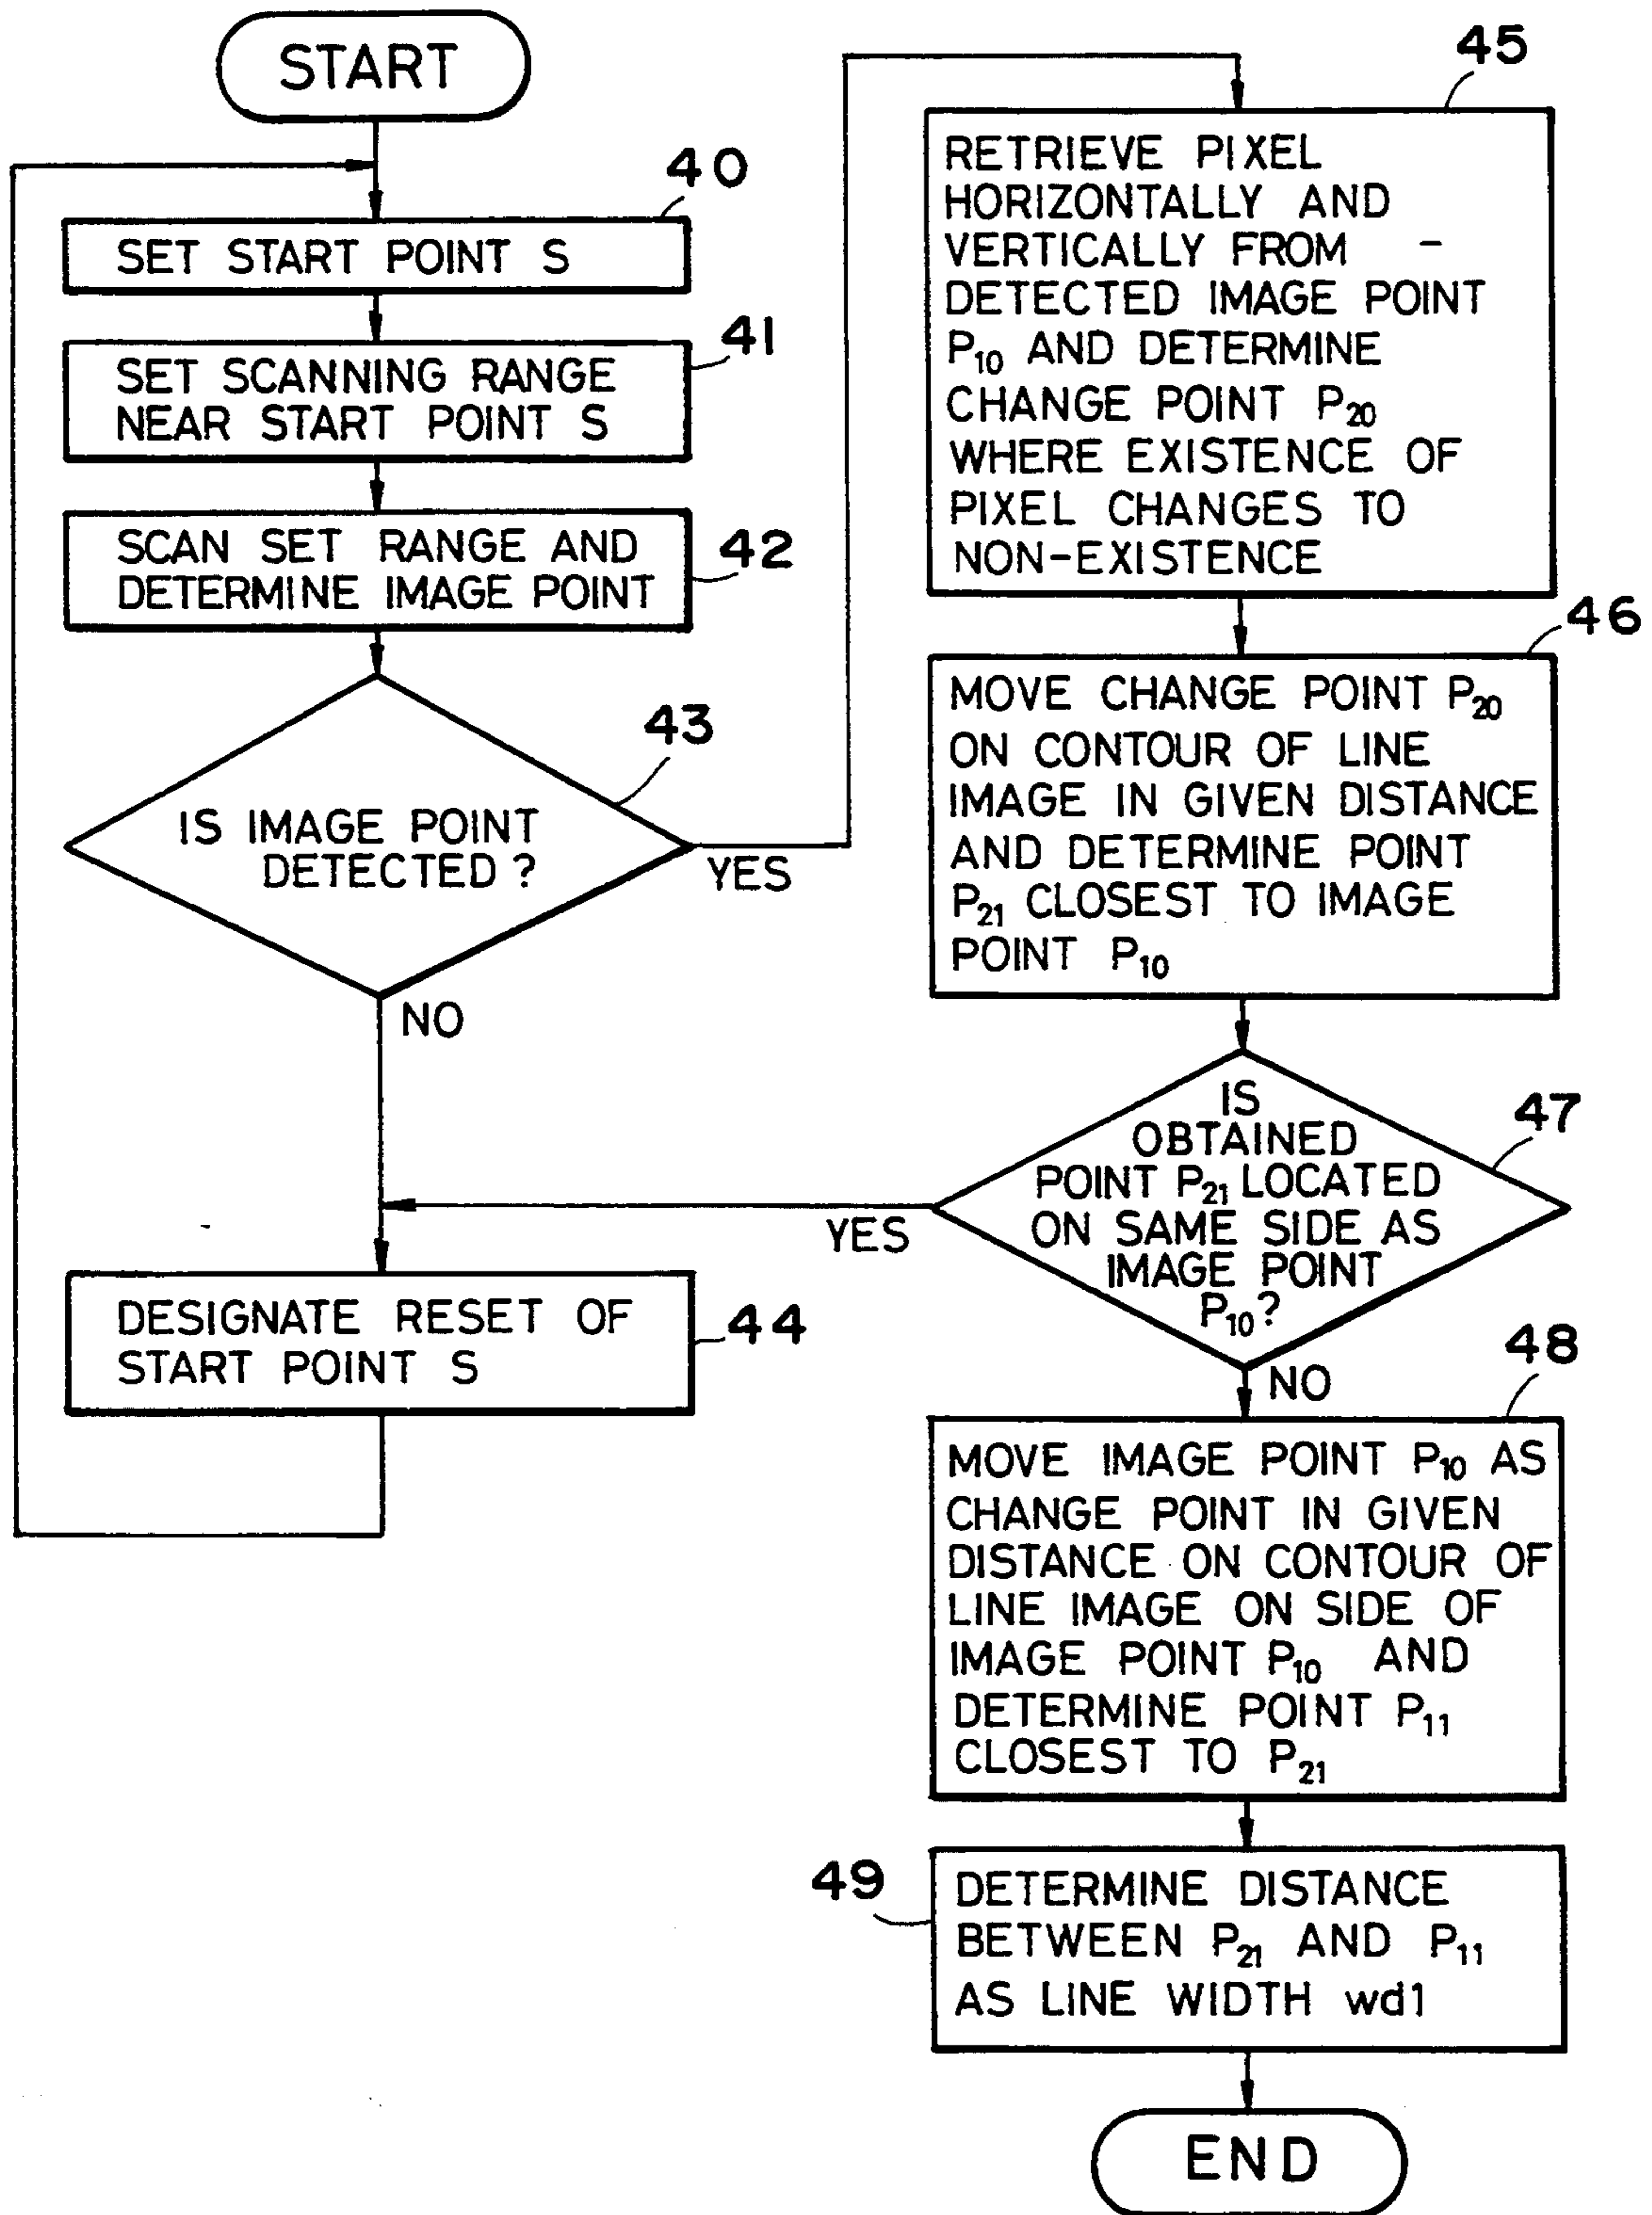 START
40
SET START POINT S
41
SET SCANNING RANGE
NEAR START POINT S
42
SCAN SET RANGE AND
DETERMINE IMAGE POINT
43
IS IMAGE POINT
DETECTED ?
YES
NO
44
DESIGNATE RESET OF
START POINT S
45
RETRIEVE PIXEL
HORIZONTALLY AND
VERTICALLY FROM
DETECTED IMAGE POINT
P10 AND DETERMINE
CHANGE POINT P20
WHERE EXISTENCE OF
PIXEL CHANGES TO
NON-EXISTENCE
46
MOVE CHANGE POINT P20
ON CONTOUR OF LINE
IMAGE IN GIVEN DISTANCE
AND DETERMINE POINT
P21 CLOSEST TO IMAGE
POINT P10
47
IS
OBTAINED
POINT P21 LOCATED
ON SAME SIDE AS
IMAGE POINT
P10?
YES
NO
48
MOVE IMAGE POINT P10 AS
CHANGE POINT IN GIVEN
DISTANCE ON CONTOUR OF
LINE IMAGE ON SIDE OF
IMAGE POINT P10 AND
DETERMINE POINT P11
CLOSEST TO P21
49
DETERMINE DISTANCE
BETWEEN P21 AND P11
AS LINE WIDTH wd1
END